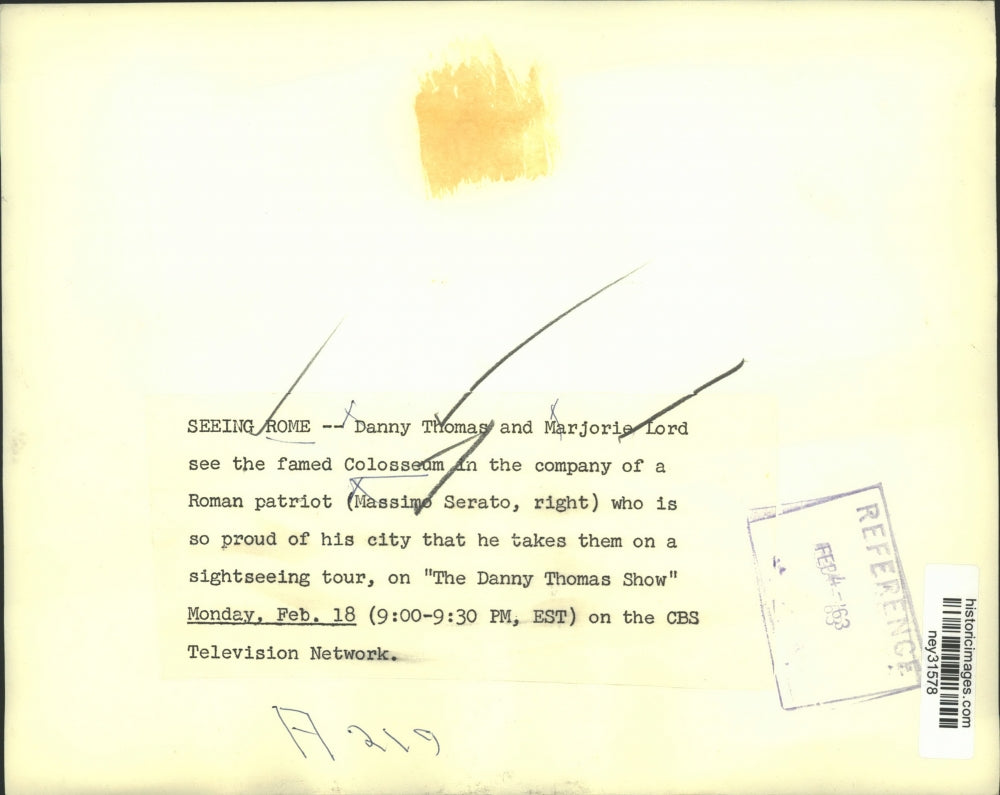 SEEING ROME -- Danny Thomas and Marjorie Lord
see the famed Colosseum in the company of a
Roman patriot (Massimo Serato, right) who is
so proud of his city that he takes them on a
sightseeing tour, on "The Danny Thomas Show"
Monday, Feb. 18 (9:00-9:30 PM, EST) on the CBS
Television Network.
REFERENCE
FEB 4 - '63
historicimages.com
ney31578
A 219